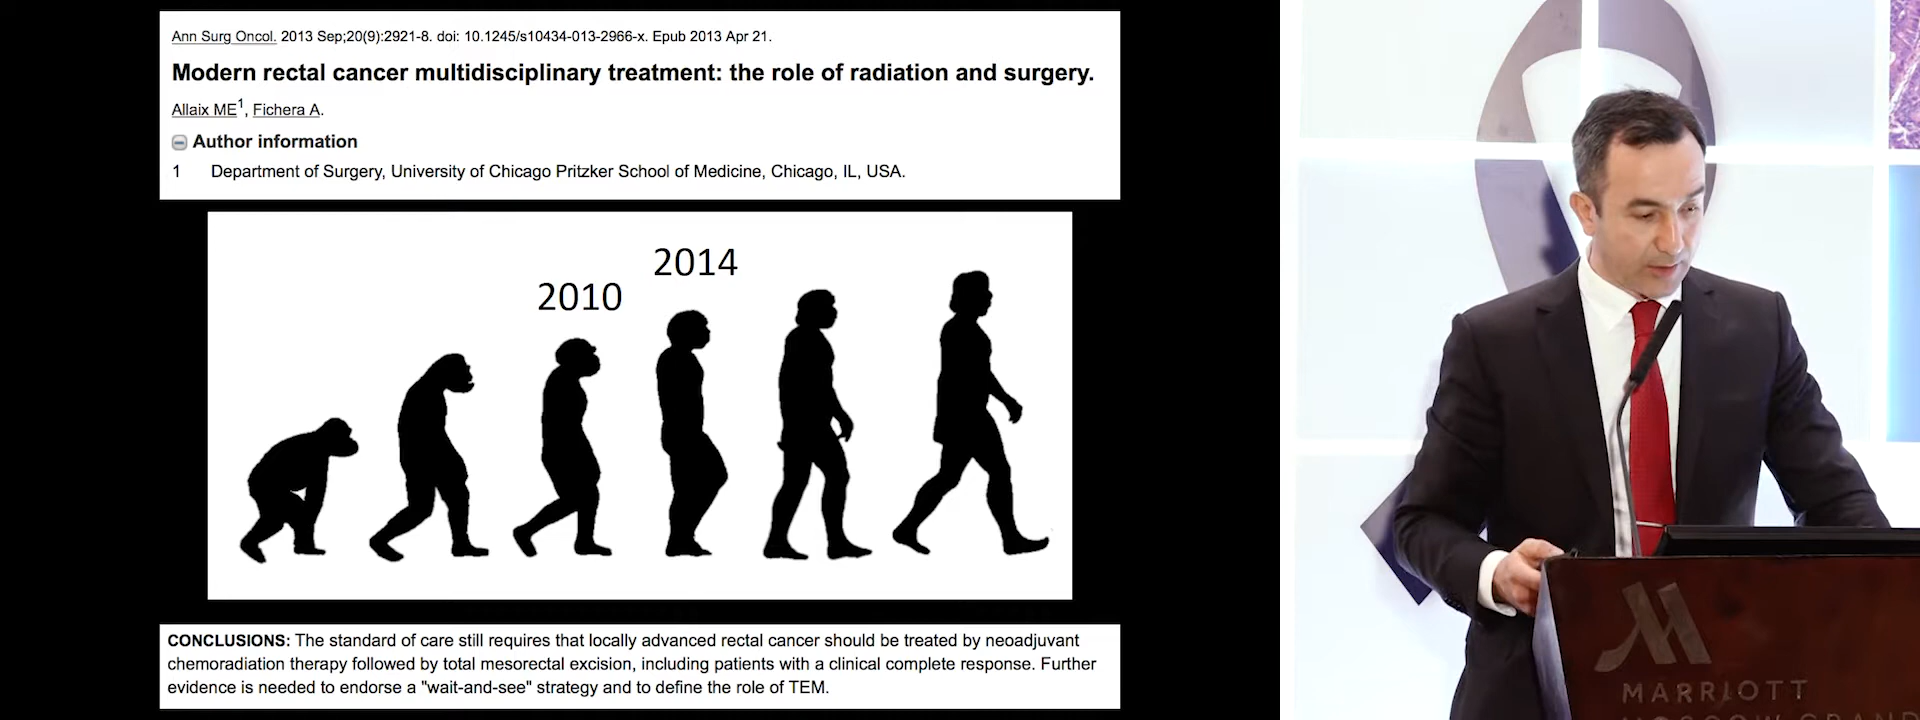 Ann Surg Oncol. 2013 Sep;20(9):2921-8. doi: 10.1245/s10434-013-2966-x. Epub 2013 Apr 21.
Modern rectal cancer multidisciplinary treatment: the role of radiation and surgery.
Allaix ME1, Fichera A.
Author information
1 Department of Surgery, University of Chicago Pritzker School of Medicine, Chicago, IL, USA.
2014
2010
CONCLUSIONS: The standard of care still requires that locally advanced rectal cancer should be treated by neoadjuvant
chemoradiation therapy followed by total mesorectal excision, including patients with a clinical complete response. Further
evidence is needed to endorse a "wait-and-see" strategy and to define the role of TEM.
MARRIOTT
MOSCOW GRAND